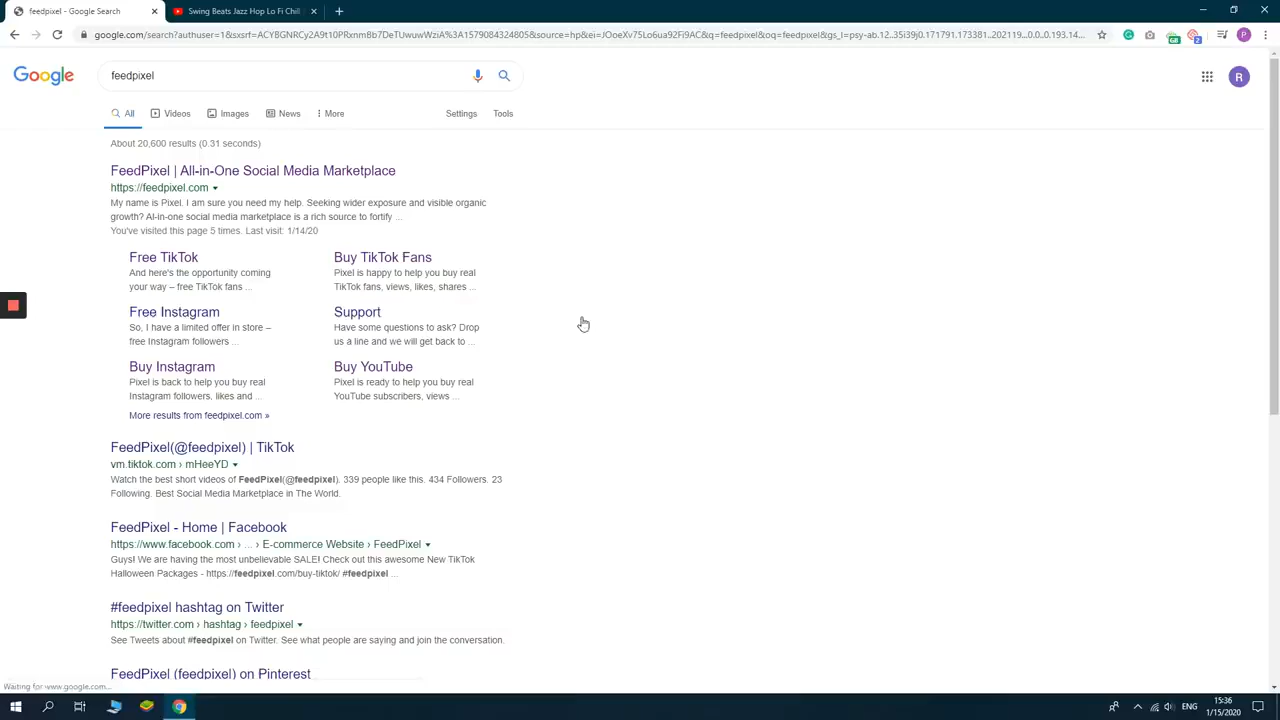 feedpixel - Google Search
Swing Beats Jazz Hop Lo Fi Chill
google.com/search?authuser=1&sxsrf=ACYBGNRCy2A9t10PRxnm8b7DeTUwuwWziA%3A1579084324805&source=hp&ei=JOoeXv75Lo6ua92Fi9AC&q=feedpixel&oq=feedpixel&gs_l=psy-ab.12..35i39j0.171791.173381..202119...0.0..0.193.14...
P
Google
feedpixel
R
All
Videos
Images
News
More
Settings
Tools
About 20,600 results (0.31 seconds)
FeedPixel | All-in-One Social Media Marketplace
https://feedpixel.com
My name is Pixel. I am sure you need my help. Seeking wider exposure and visible organic
growth? Al-in-one social media marketplace is a rich source to fortify ...
You've visited this page 5 times. Last visit: 1/14/20
Free TikTok
And here's the opportunity coming
your way – free TikTok fans ...
Buy TikTok Fans
Pixel is happy to help you buy real
TikTok fans, views, likes, shares ...
Free Instagram
So, I have a limited offer in store –
free Instagram followers ...
Support
Have some questions to ask? Drop
us a line and we will get back to ...
Buy Instagram
Pixel is back to help you buy real
Instagram followers, likes and ...
Buy YouTube
Pixel is ready to help you buy real
YouTube subscribers, views ...
More results from feedpixel.com »
FeedPixel(@feedpixel) | TikTok
vm.tiktok.com › mHeeYD
Watch the best short videos of FeedPixel(@feedpixel). 339 people like this. 434 Followers. 23
Following. Best Social Media Marketplace in The World.
FeedPixel - Home | Facebook
https://www.facebook.com › ... › E-commerce Website › FeedPixel
Guys! We are having the most unbelievable SALE! Check out this awesome New TikTok
Halloween Packages - https://feedpixel.com/buy-tiktok/ #feedpixel ...
#feedpixel hashtag on Twitter
https://twitter.com › hashtag › feedpixel
See Tweets about #feedpixel on Twitter. See what people are saying and join the conversation.
FeedPixel (feedpixel) on Pinterest
Waiting for www.google.com...
ENG
15:36
1/15/2020